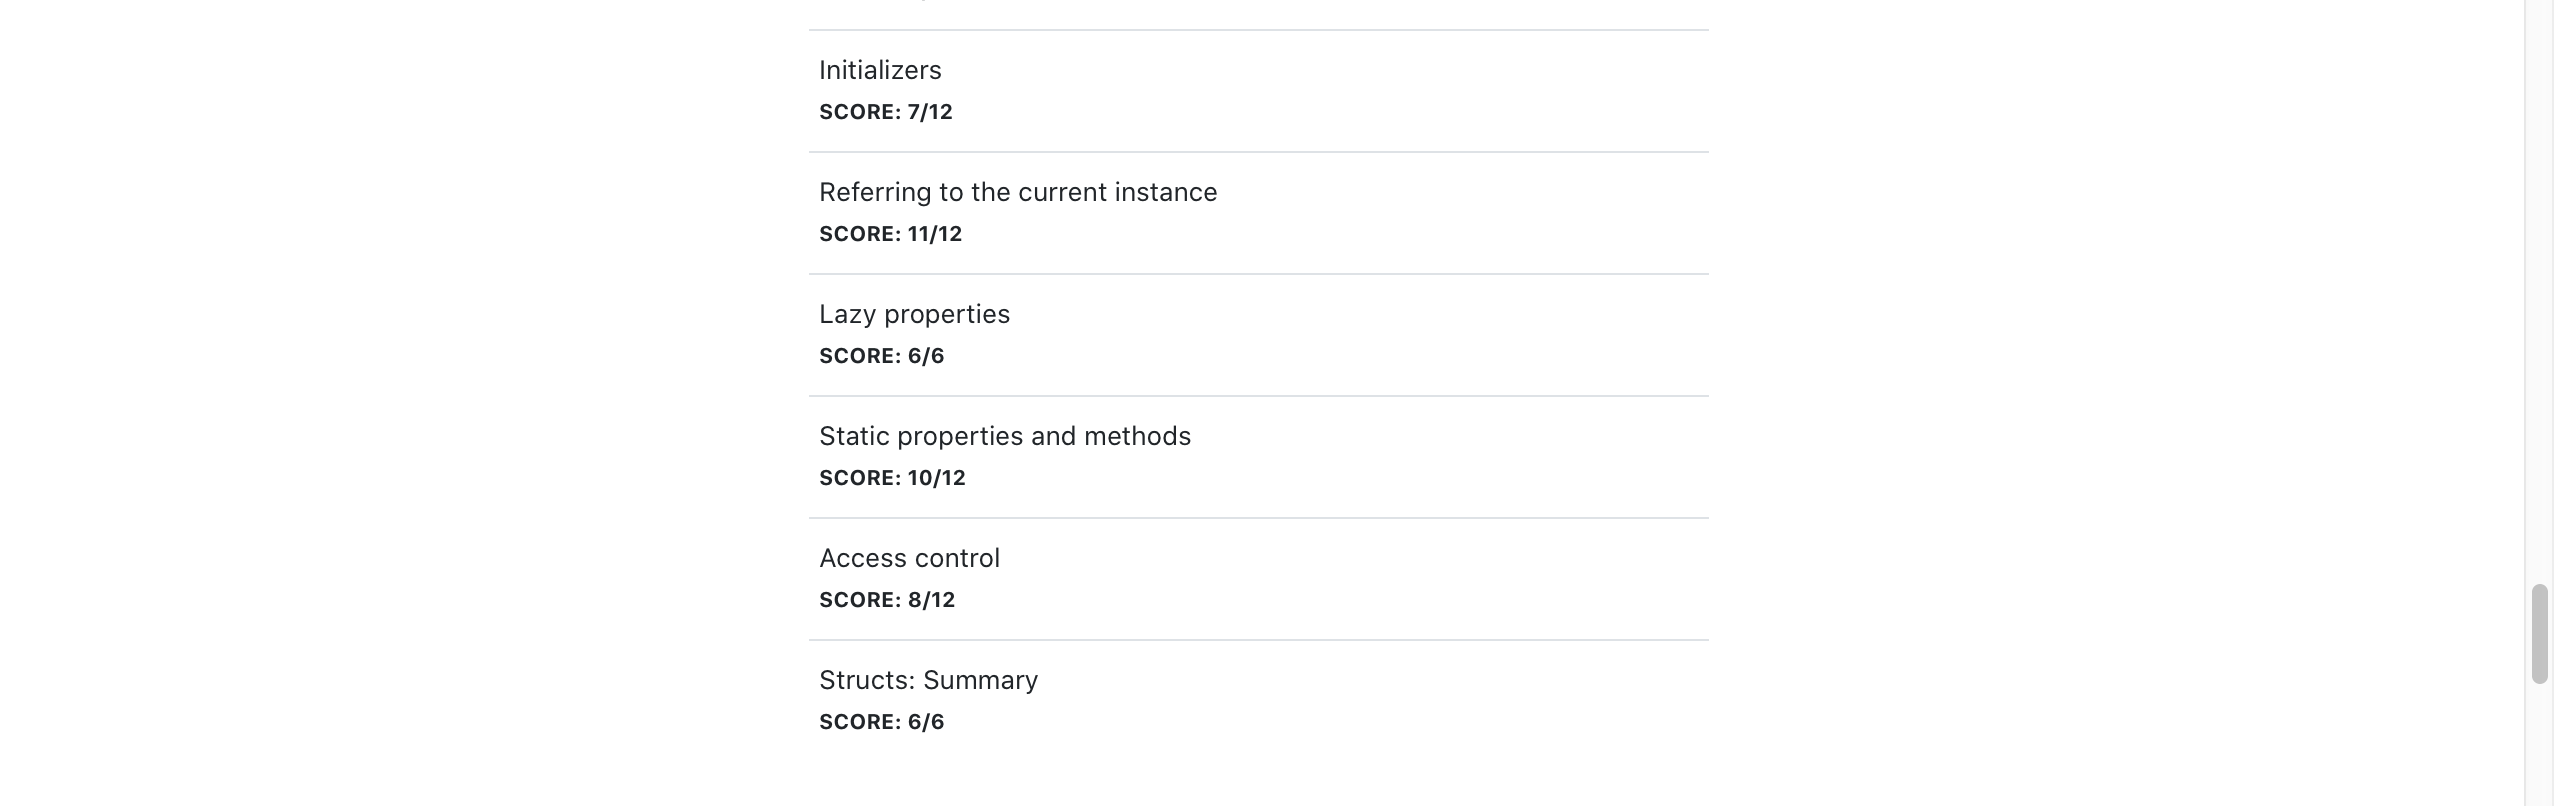 Initializers
SCORE: 7/12
Referring to the current instance
SCORE: 11/12
Lazy properties
SCORE: 6/6
Static properties and methods
SCORE: 10/12
Access control
SCORE: 8/12
Structs: Summary
SCORE: 6/6